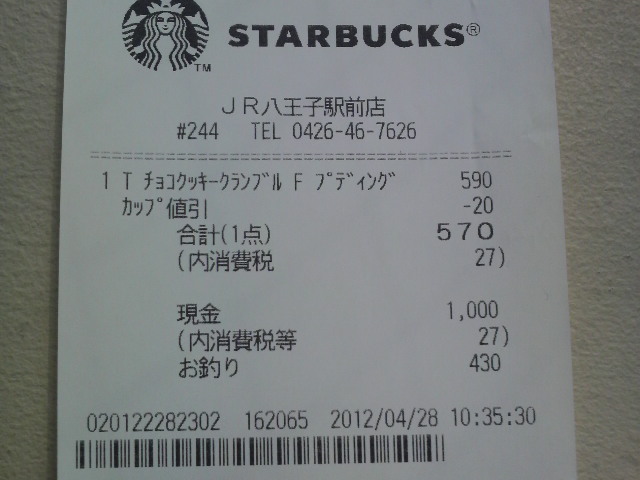 STARBUCKS®
TM
JR八王子駅前店
#244 TEL 0426-46-7626
1 T チョコクッキークランブル F プディング 590
カップ値引 -20
合計(1点) 570
(内消費税 27)
現金 1,000
(内消費税等 27)
お釣り 430
020122282302 162065 2012/04/28 10:35:30